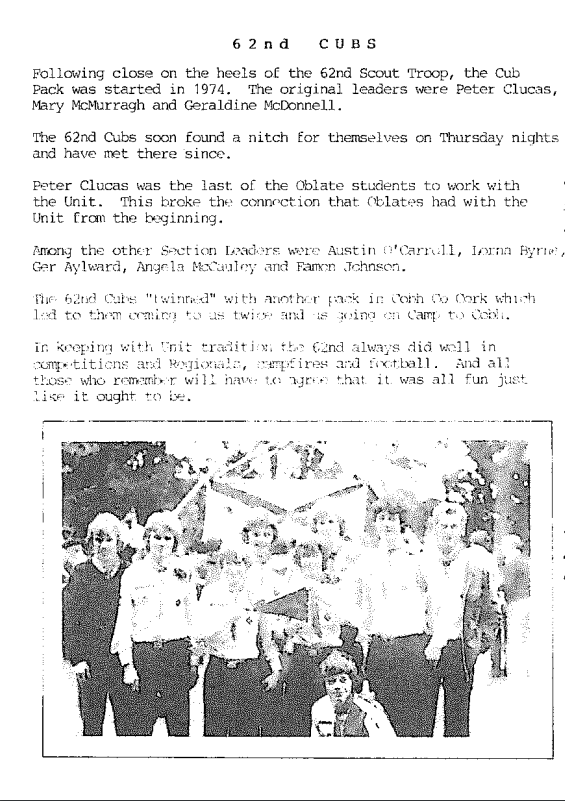 62nd CUBS
Following close on the heels of the 62nd Scout Troop, the Cub
Pack was started in 1974. The original leaders were Peter Clucas,
Mary McMurragh and Geraldine McDonnell.
The 62nd Cubs soon found a nitch for themselves on Thursday nights
and have met there since.
Peter Clucas was the last of the Oblate students to work with
the Unit. This broke the connection that Oblates had with the
Unit from the beginning.
Among the other Section Leaders were Austin O'Carroll, Lorna Byrne,
Ger Aylward, Angela McCauley and Eamon Johnson.
The 62nd Cubs "twinned" with another pack in Cobh Co Cork which
led to them coming to us twice and us going on Camp to Cobh.
In keeping with Unit tradition the 62nd always did well in
competitions and Regionals, campfires and football. And all
those who remember will have to agree that it was all fun just
like it ought to be.